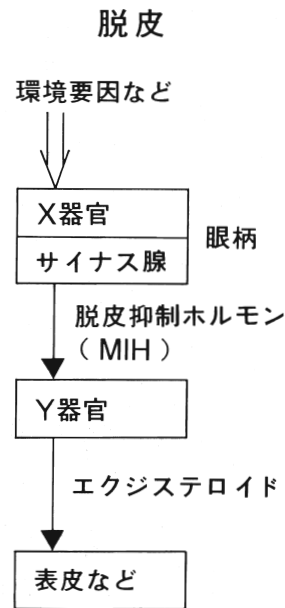 脱皮
環境要因など
X器官
サイナス腺
眼柄
脱皮抑制ホルモン
( MIH )
Y器官
エクジステロイド
表皮など